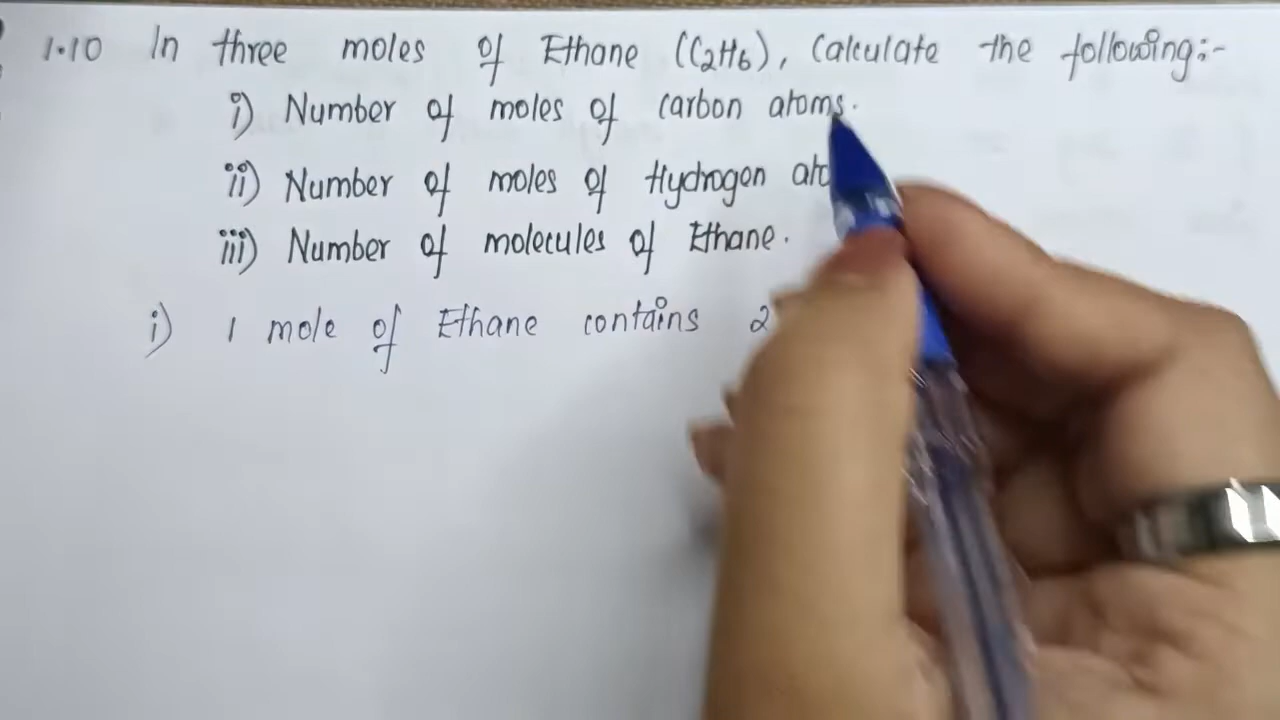 1.10 In three moles of Ethane (C₂H₆), Calculate the following:-
i) Number of moles of carbon atoms.
ii) Number of moles of Hydrogen
iii) Number of molecules of Ethane.
i) 1 mole of Ethane contains 2